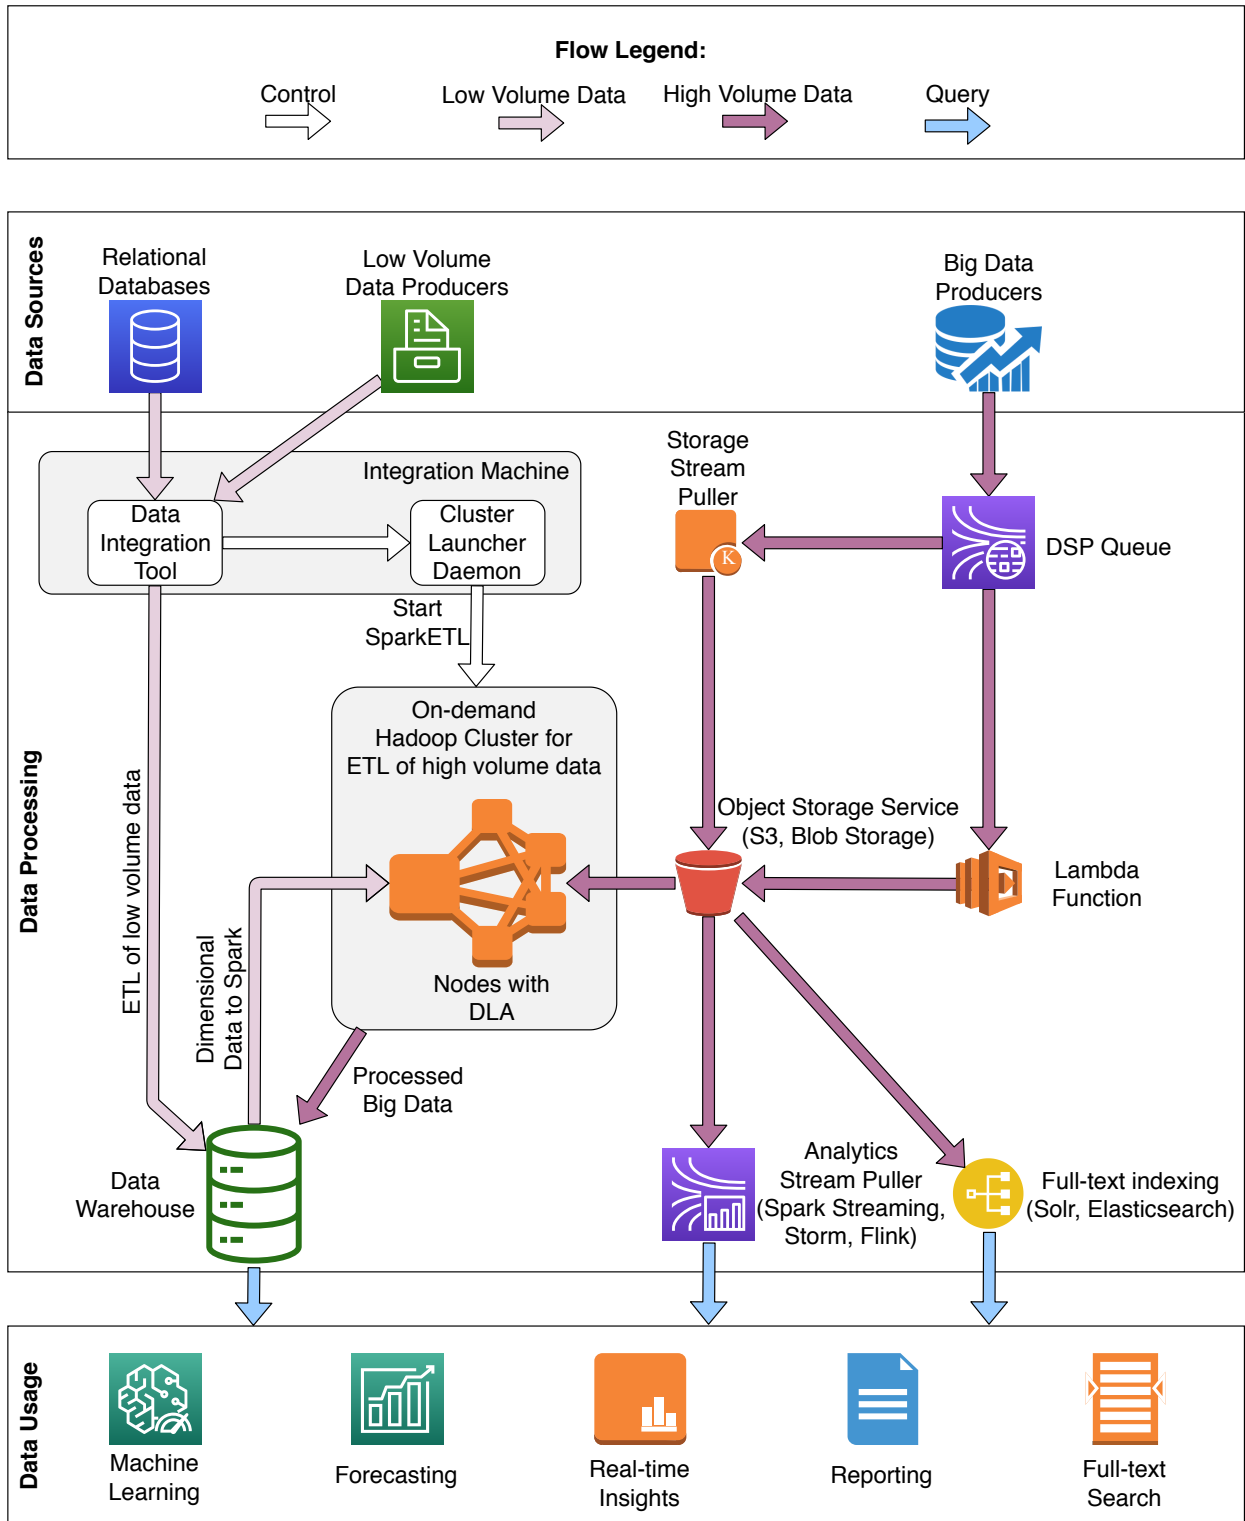 Flow Legend:
Control
Low Volume Data
High Volume Data
Query
Data Sources
Relational
Databases
Low Volume
Data Producers
Big Data
Producers
Data Processing
Integration Machine
Data
Integration
Tool
Cluster
Launcher
Daemon
Storage
Stream
Puller
K
DSP Queue
Start
SparkETL
On-demand
Hadoop Cluster for
ETL of high volume data
Nodes with
DLA
Object Storage Service
(S3, Blob Storage)
Lambda
Function
ETL of low volume data
Dimensional
Data to Spark
Processed
Big Data
Data
Warehouse
Analytics
Stream Puller
(Spark Streaming,
Storm, Flink)
Full-text indexing
(Solr, Elasticsearch)
Data Usage
Machine
Learning
Forecasting
Real-time
Insights
Reporting
Full-text
Search